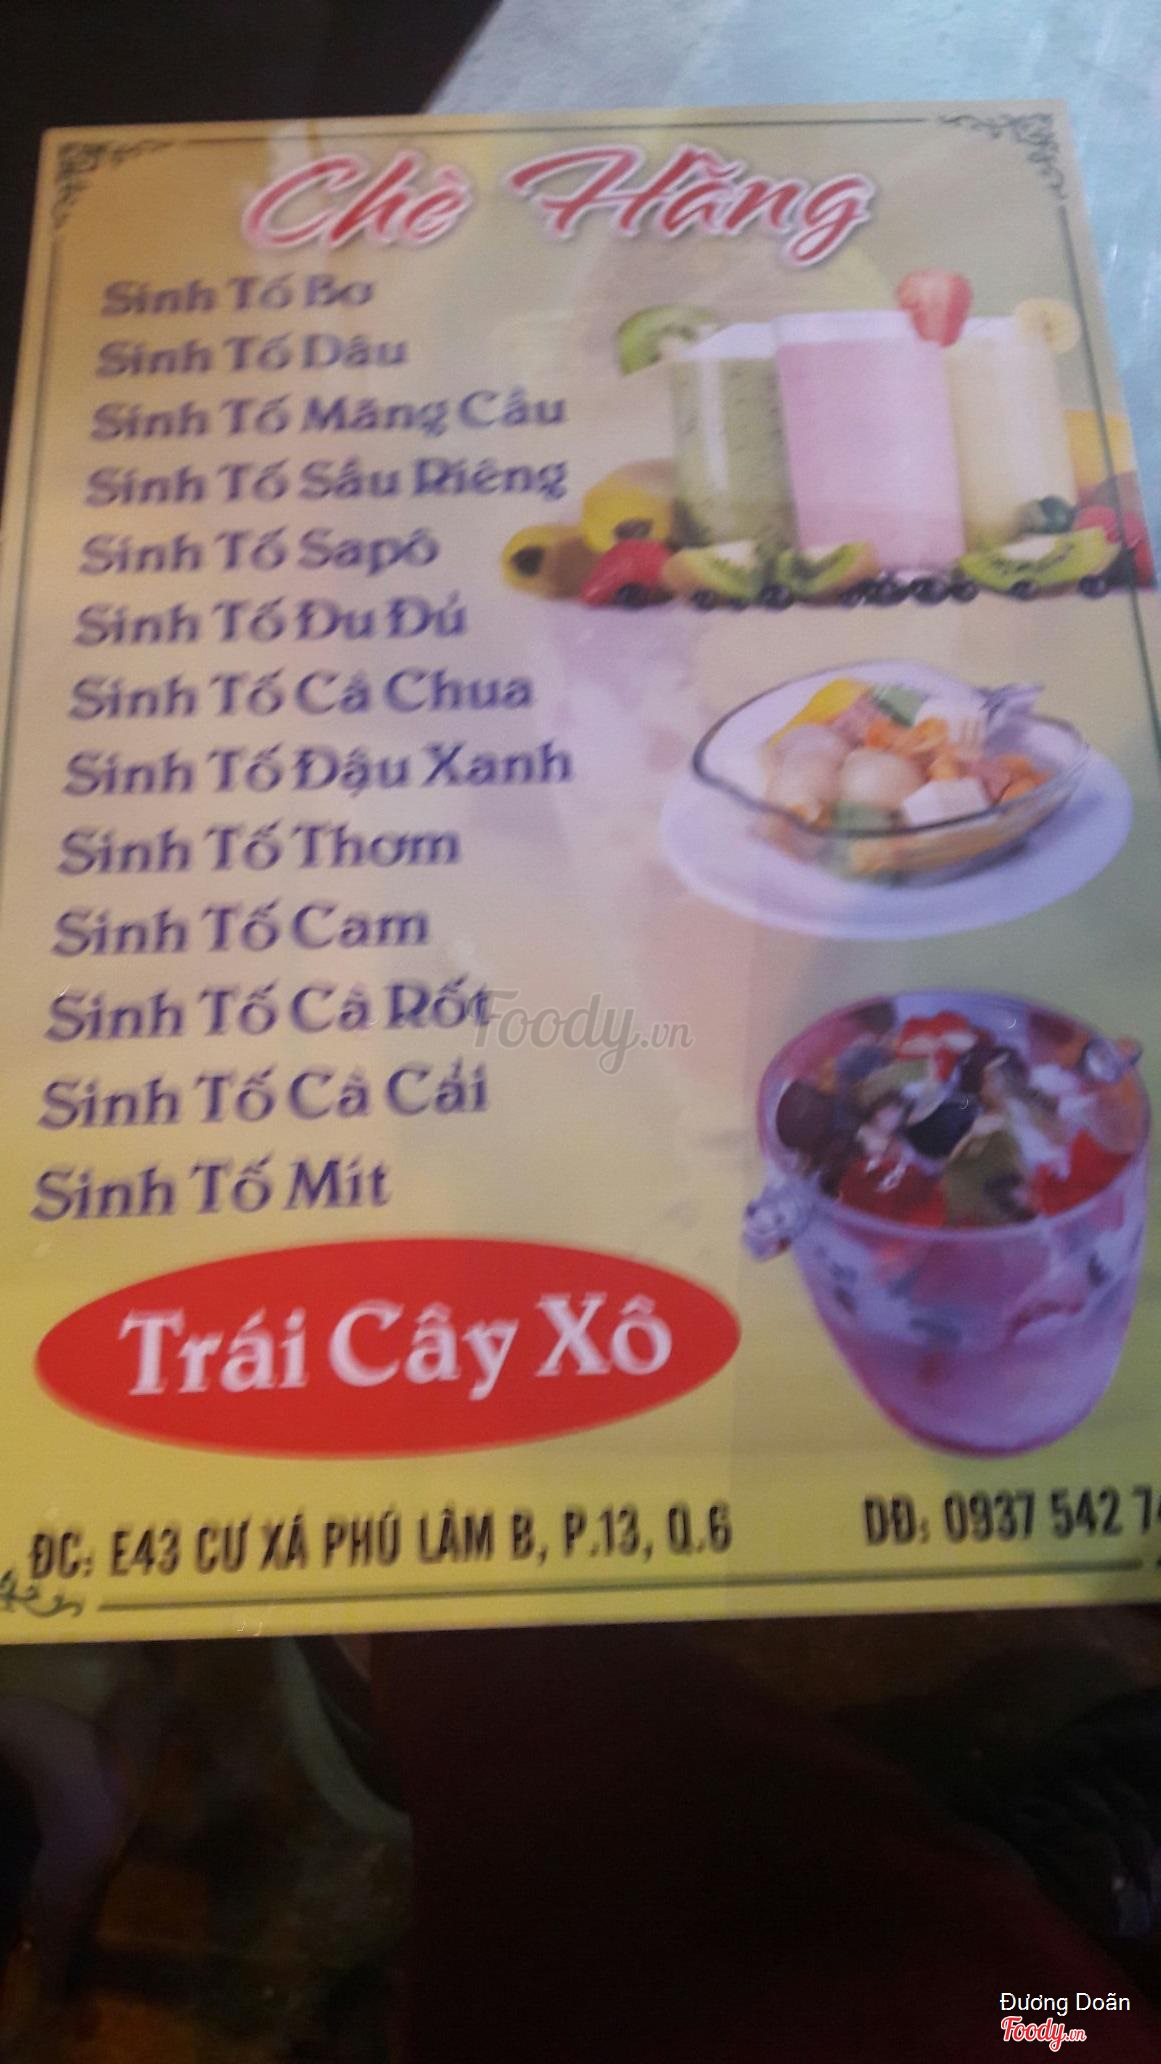 Chè Hằng
Sinh Tố Bơ
Sinh Tố Dâu
Sinh Tố Mãng Cầu
Sinh Tố Sầu Riêng
Sinh Tố Sapô
Sinh Tố Đu Đủ
Sinh Tố Cà Chua
Sinh Tố Đậu Xanh
Sinh Tố Thơm
Sinh Tố Cam
Sinh Tố Cà Rốt
Sinh Tố Cà Cải
Sinh Tố Mít
Foody.vn
Trái Cây Xô
ĐC: E43 CƯ XÁ PHÚ LÂM B, P.13, Q.6 DĐ: 0937 542
Đương Doãn
Foody.vn